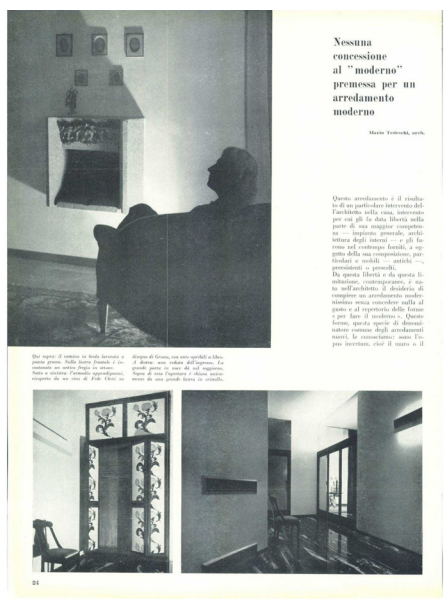 Nessuna
concessione
al "moderno"
premessa per un
arredamento
moderno
Mario Tedeschi, arch.
Questo arredamento è il risulta-
to di un particolare intervento del-
l'architetto nella casa, intervento
per cui gli fu data libertà nella
parte di sua maggior competen-
za — impianto generale, archi-
tettura degli interni — e gli fu-
rono nel contempo forniti, a og-
getto della sua composizione, par-
ticolari e mobili — antichi —,
preesistenti o prescelti.
Da questa libertà e da questa li-
mitazione, contemporanee, è na-
to nell'architetto il desiderio di
compiere un arredamento moder-
nissimo senza concedere nulla al
gusto e al repertorio delle forme
« per fare il moderno ». Queste
forme, questa specie di denomi-
natore comune degli arredamenti
nuovi, le conosciamo: sono l'o-
pus incertum, cioè il muro o il
Qui sopra: il camino in lastra lavorata a
punta grossa. Nella lastra frontale è in-
castonato un antico fregio in stucco.
Sotto a sinistra: l'armadio appendipanni,
ricoperto da un vinx di Fede Cheti su
disegno di Grana, con ante apribili a libro.
A destra: una veduta dell'ingresso. La
grande porta in noce dà sul soggiorno.
Sopra di essa l'apertura è chiusa unica-
mente da una grande lastra in cristallo.
24